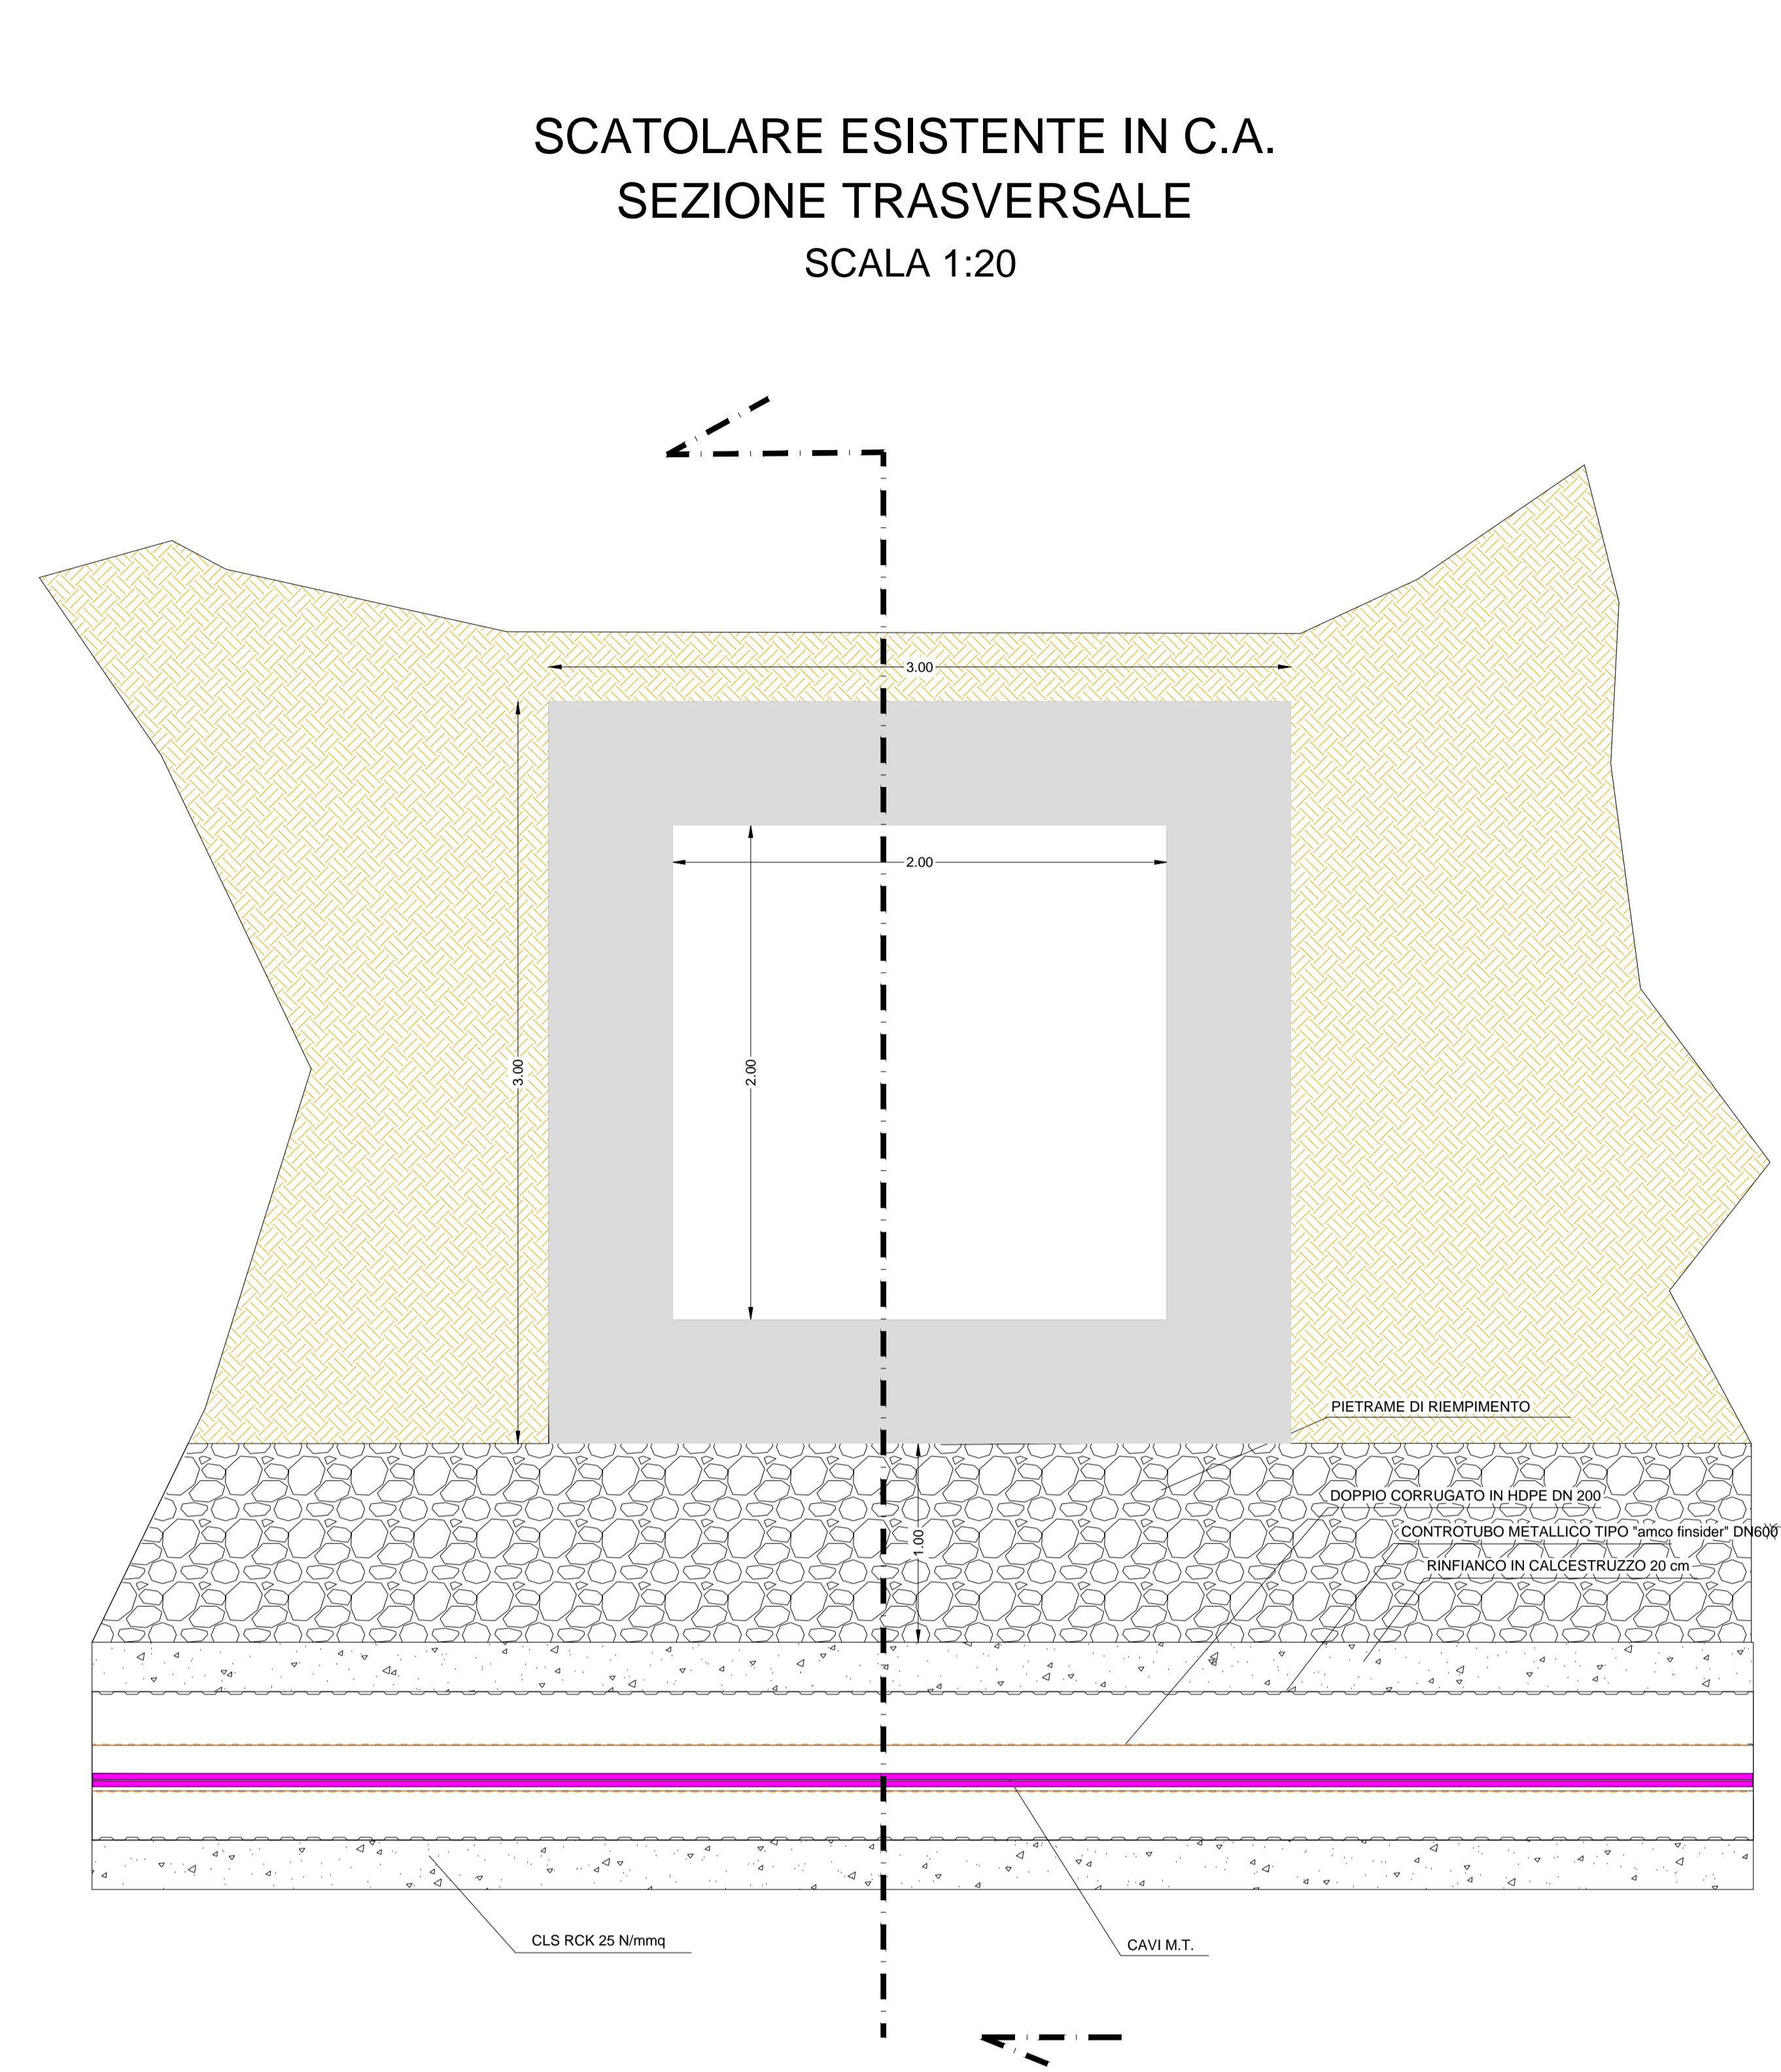 SCATOLARE ESISTENTE IN C.A.
SEZIONE TRASVERSALE
SCALA 1:20
3.00
2.00
3.00
2.00
PIETRAME DI RIEMPIMENTO
DOPPIO CORRUGATO IN HDPE DN 200
CONTROTUBO METALLICO TIPO "amco finsider" DN600
1.00
RINFIANCO IN CALCESTRUZZO 20 cm
CLS RCK 25 N/mmq
CAVI M.T.